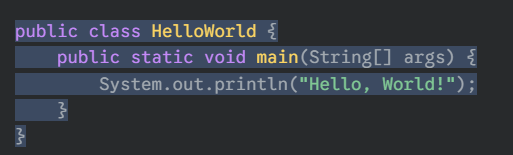 public class HelloWorld {
    public static void main(String[] args) {
        System.out.println("Hello, World!");
    }
}